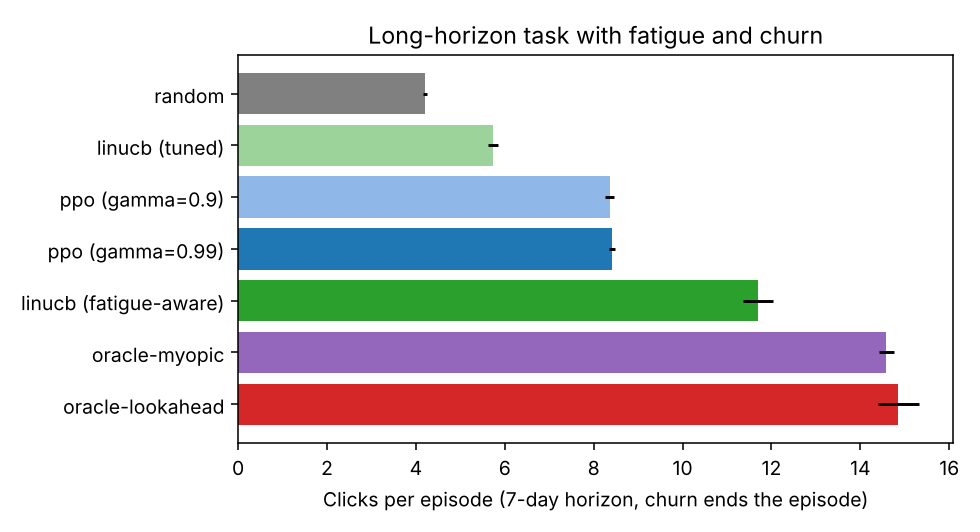 Long-horizon task with fatigue and churn
random
linucb (tuned)
ppo (gamma=0.9)
ppo (gamma=0.99)
linucb (fatigue-aware)
oracle-myopic
oracle-lookahead
0 2 4 6 8 10 12 14 16
Clicks per episode (7-day horizon, churn ends the episode)